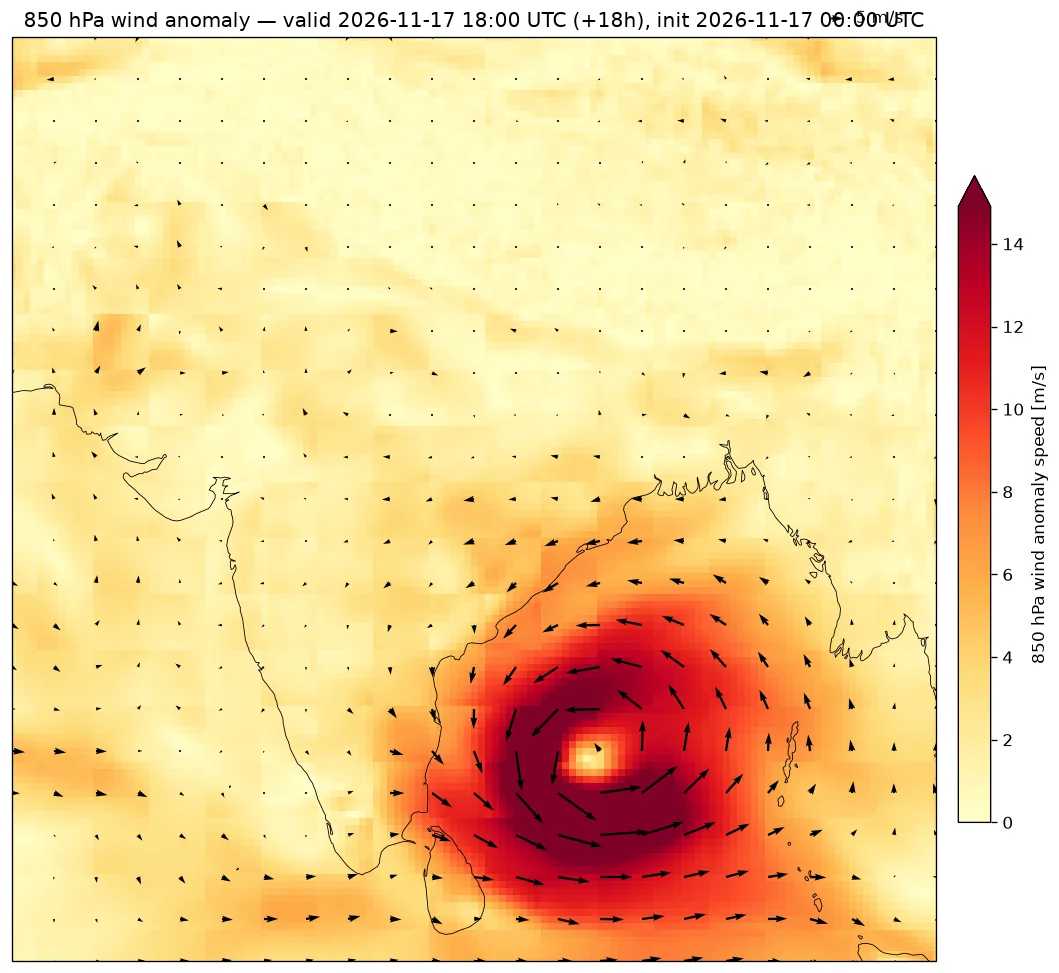 850 hPa wind anomaly — valid 2026-11-17 18:00 UTC (+18h), init 2026-11-17 00:00 UTC
5 m/s
14
12
10
8
6
4
2
0
850 hPa wind anomaly speed [m/s]